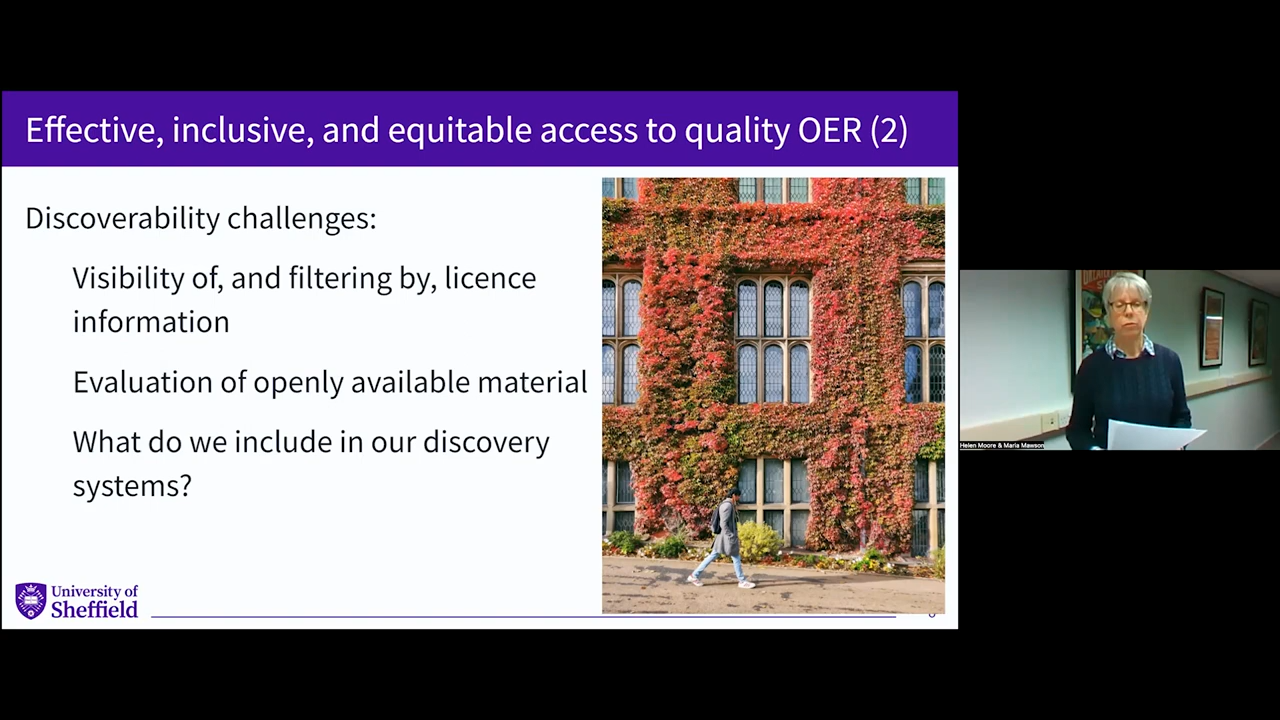 Effective, inclusive, and equitable access to quality OER (2)
Discoverability challenges:
Visibility of, and filtering by, licence
information
Evaluation of openly available material
What do we include in our discovery
systems?
University of
Sheffield
Helen Moore & Maria Mawson